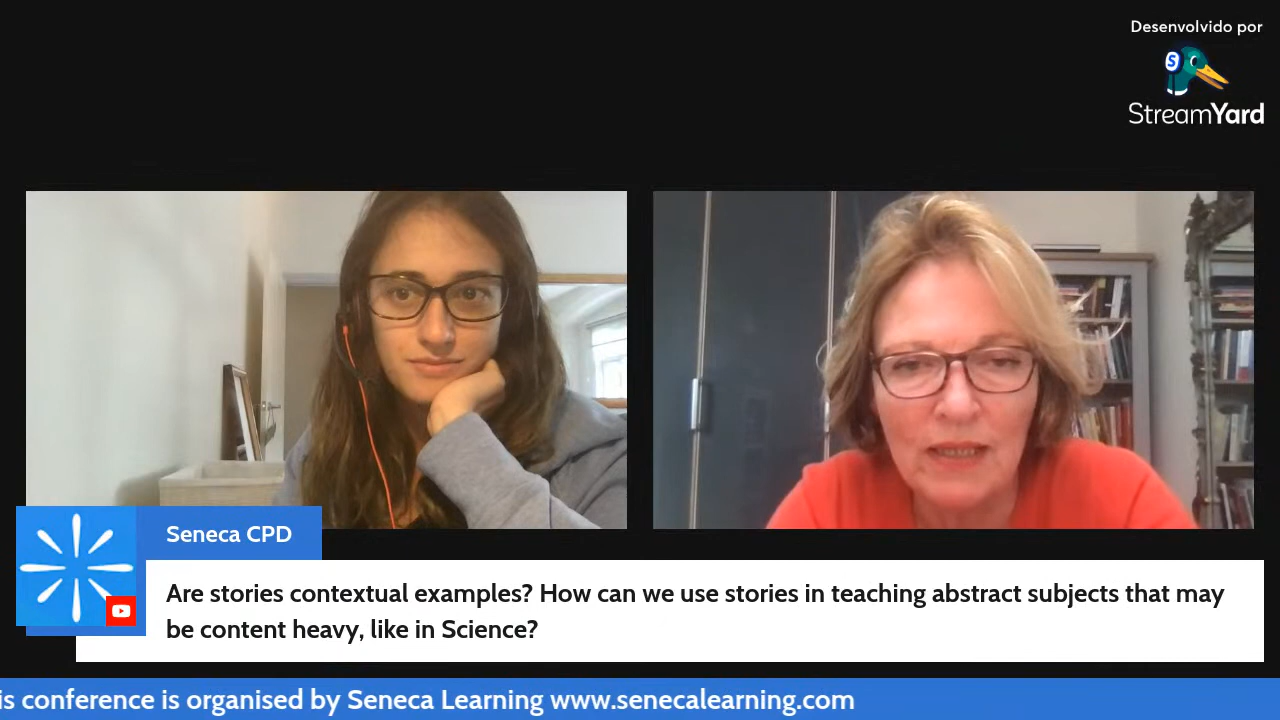 Desenvolvido por
S
StreamYard
Seneca CPD
Are stories contextual examples? How can we use stories in teaching abstract subjects that may
be content heavy, like in Science?
is conference is organised by Seneca Learning www.senecalearning.com